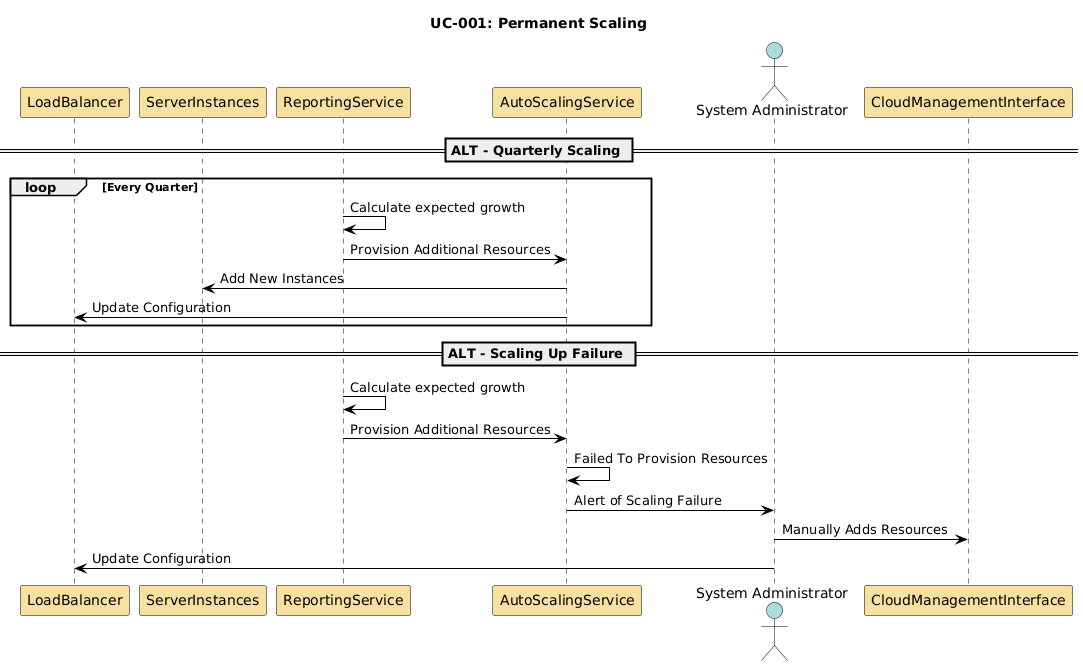 UC-001: Permanent Scaling
LoadBalancer
ServerInstances
ReportingService
AutoScalingService
System Administrator
CloudManagementInterface
ALT - Quarterly Scaling
loop
[Every Quarter]
Calculate expected growth
Provision Additional Resources
Add New Instances
Update Configuration
ALT - Scaling Up Failure
Calculate expected growth
Provision Additional Resources
Failed To Provision Resources
Alert of Scaling Failure
Manually Adds Resources
Update Configuration
LoadBalancer
ServerInstances
ReportingService
AutoScalingService
System Administrator
CloudManagementInterface